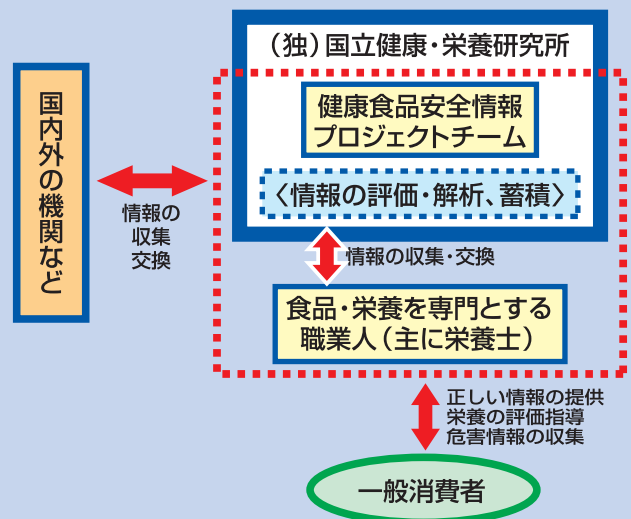 （独）国立健康・栄養研究所
健康食品安全情報
プロジェクトチーム
〈情報の評価・解析、蓄積〉
国内外の機関など
情報の
収集
交換
情報の収集・交換
食品・栄養を専門とする
職業人（主に栄養士）
正しい情報の提供
栄養の評価指導
危害情報の収集
一般消費者